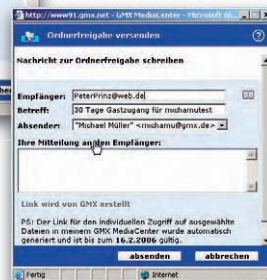 http://www91.gmx.net - GMX MediaCenter - Microsoft
Ordnerfreigabe versenden
Nachricht zur Ordnerfreigabe schreiben
Empfänger: PeterPrinz@web.de
Betreff: 30 Tage Gastzugang für michamutest
Absender: "Michael Müller" <michamu@gmx.de>
Ihre Mitteilung an den Empfänger:
Link wird von GMX erstellt
PS: Der Link für den individuellen Zugriff auf ausgewählte
Dateien in meinem GMX MediaCenter wurde automatisch
generiert und ist bis zum 16.2.2006 gültig.
absenden abbrechen
Fertig Internet